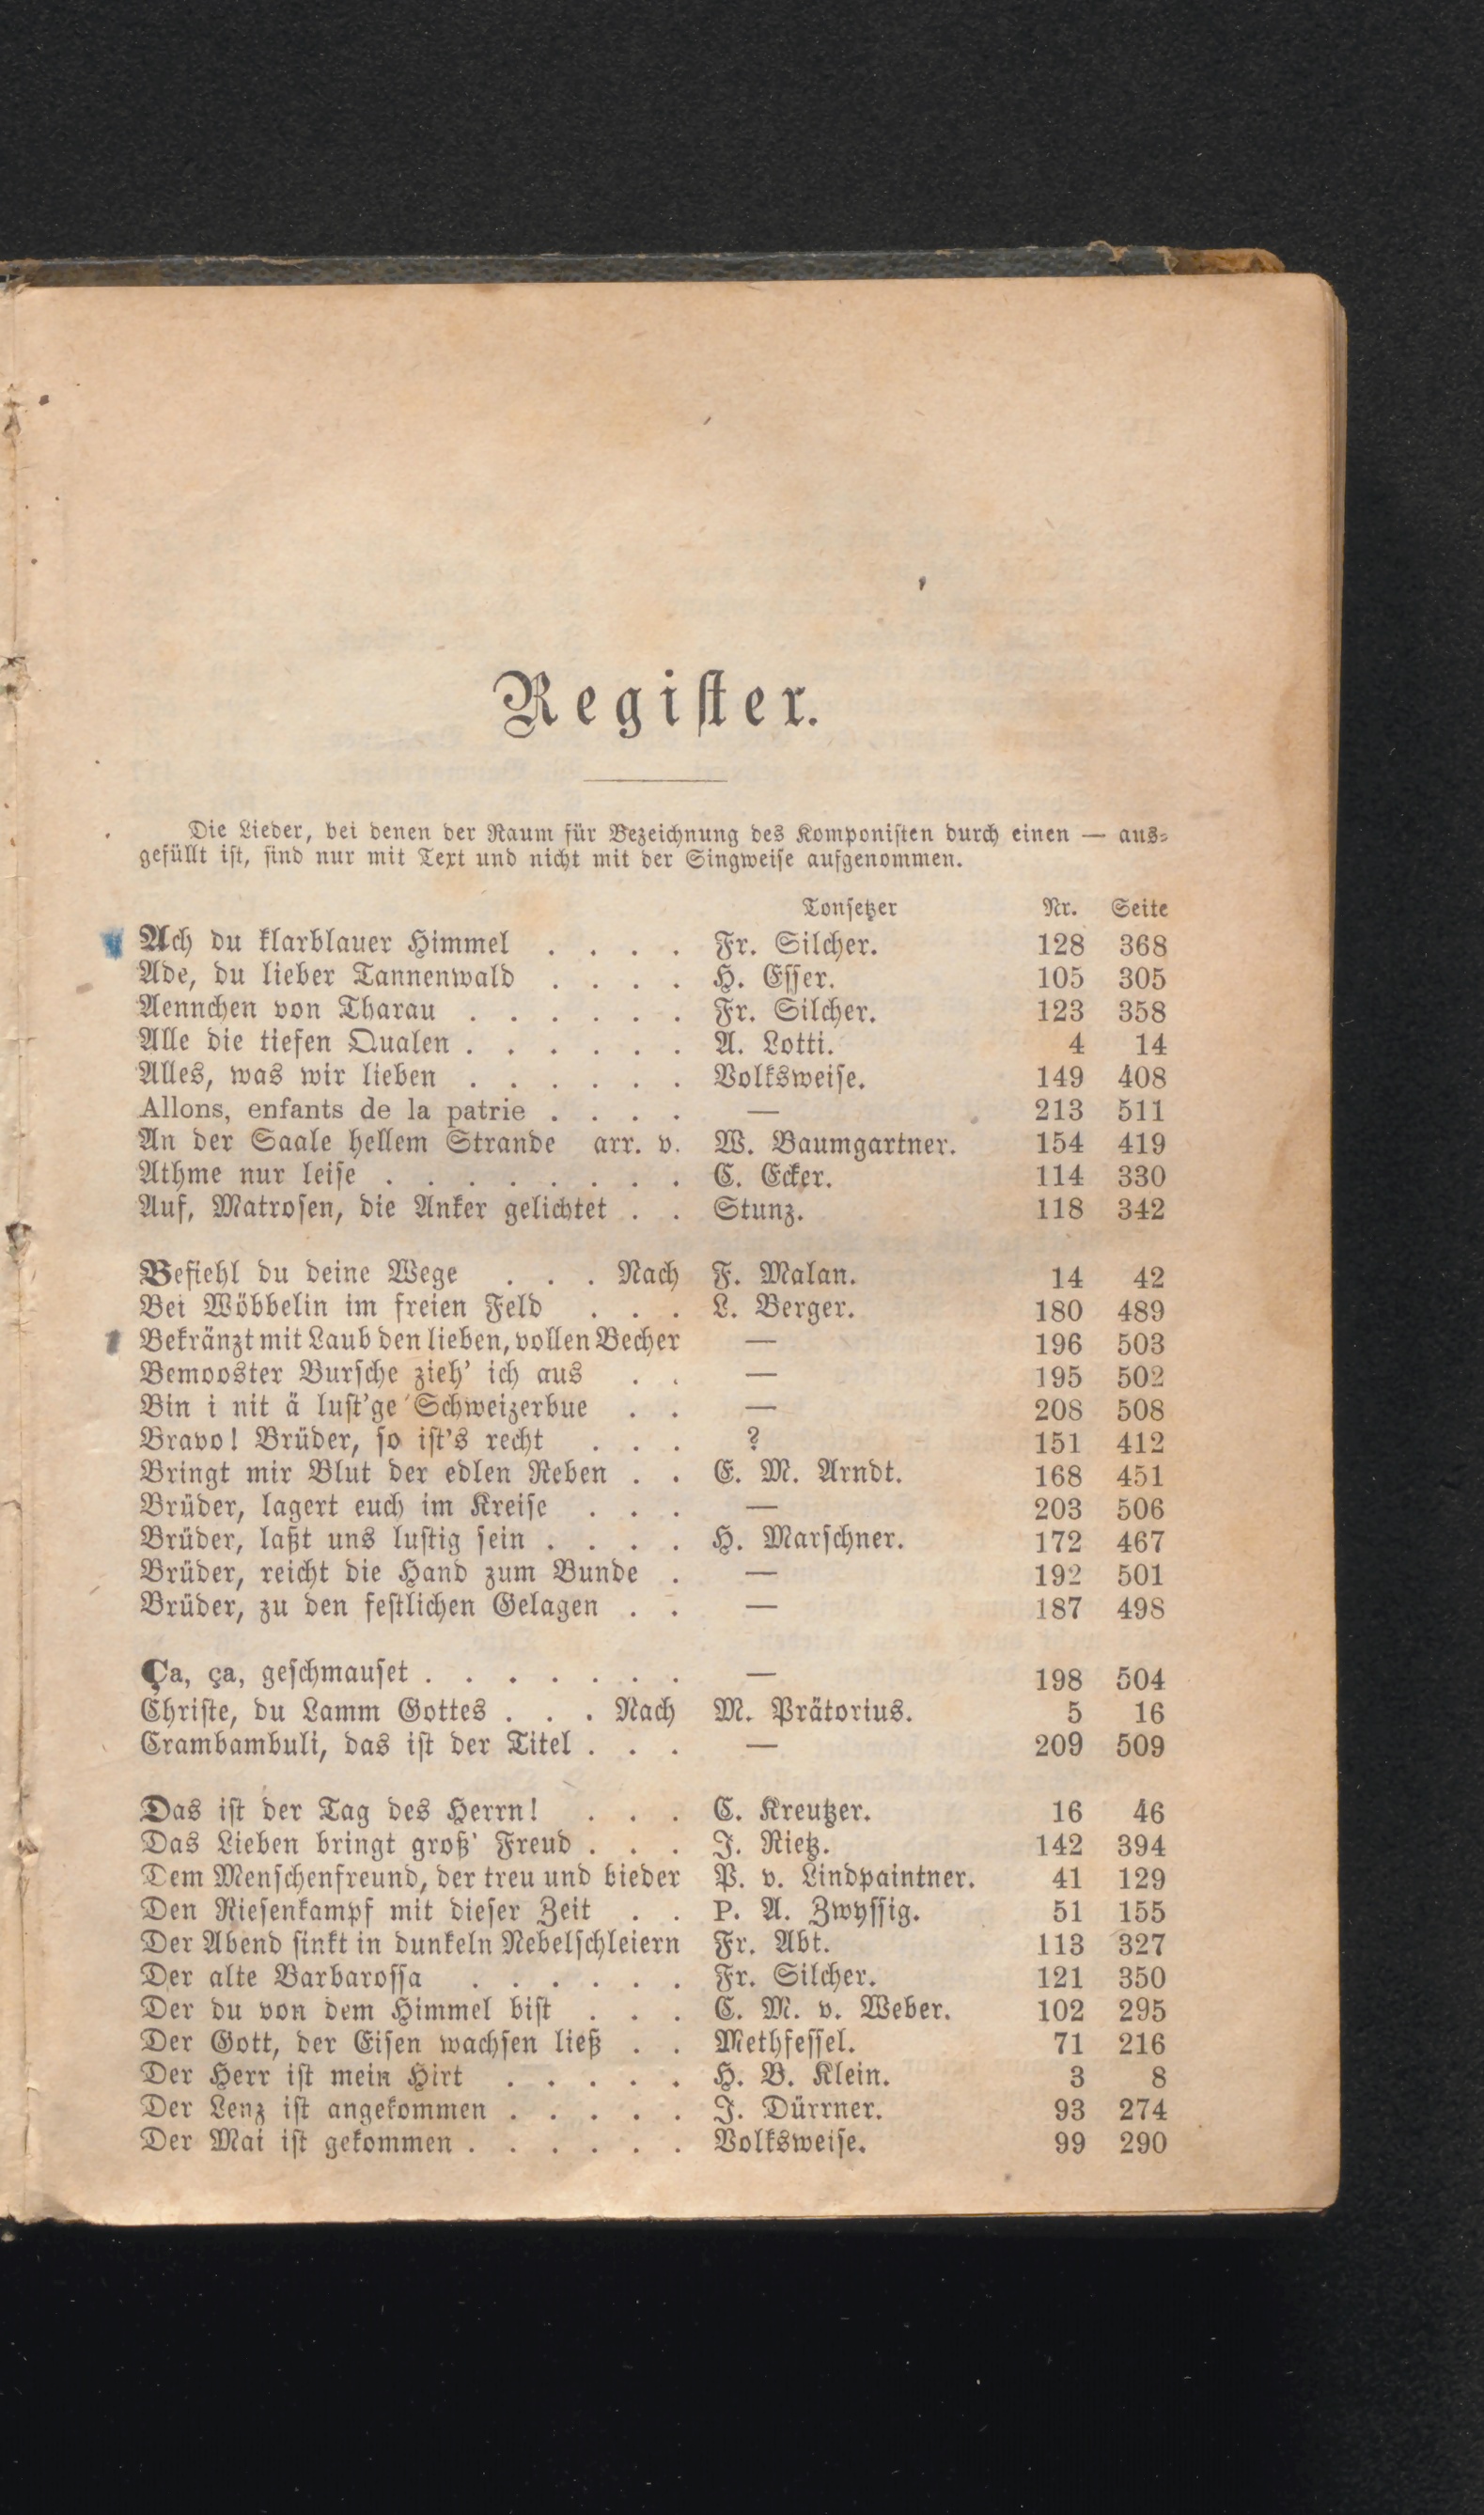 Register.
Die Lieder, bei denen der Raum für Bezeichnung des Komponisten durch einen — aus-
gefüllt ist, sind nur mit Text und nicht mit der Singweise aufgenommen.
Tonsetzer Nr. Seite
Ach du klarblauer Himmel . . . . Fr. Silcher. 128 368
Ade, du lieber Tannenwald . . . . H. Esser. 105 305
Aennchen von Tharau . . . . . . Fr. Silcher. 123 358
Alle die tiefen Qualen . . . . . . A. Lotti. 4 14
Alles, was wir lieben . . . . . . Volksweise. 149 408
Allons, enfants de la patrie . . . . — 213 511
An der Saale hellem Strande arr. v. W. Baumgartner. 154 419
Athme nur leise . . . . . . . . C. Ecker. 114 330
Auf, Matrosen, die Anker gelichtet . . Stunz. 118 342
Befiehl du deine Wege . . . Nach F. Malan. 14 42
Bei Wöbbelin im freien Feld . . . L. Berger. 180 489
Bekränzt mit Laub den lieben, vollen Becher — 196 503
Bemooster Bursche zieh' ich aus . . — 195 502
Bin i nit ä lust'ge Schweizerbue . . — 208 508
Bravo! Brüder, so ist's recht . . . ? 151 412
Bringt mir Blut der edlen Reben . . E. M. Arndt. 168 451
Brüder, lagert euch im Kreise . . . — 203 506
Brüder, laßt uns lustig sein . . . . H. Marschner. 172 467
Brüder, reicht die Hand zum Bunde . — 192 501
Brüder, zu den festlichen Gelagen . . — 187 498
Ça, ça, geschmauset . . . . . . . — 198 504
Christe, du Lamm Gottes . . . Nach M. Prätorius. 5 16
Crambambuli, das ist der Titel . . . — 209 509
Das ist der Tag des Herrn! . . . C. Kreutzer. 16 46
Das Lieben bringt groß' Freud . . . J. Rietz. 142 394
Dem Menschenfreund, der treu und bieder P. v. Lindpaintner. 41 129
Den Riesenkampf mit dieser Zeit . . P. A. Zwyssig. 51 155
Der Abend sinkt in dunkeln Nebelschleiern Fr. Abt. 113 327
Der alte Barbarossa . . . . . . Fr. Silcher. 121 350
Der du von dem Himmel bist . . . C. M. v. Weber. 102 295
Der Gott, der Eisen wachsen ließ . . Methfessel. 71 216
Der Herr ist mein Hirt . . . . . H. B. Klein. 3 8
Der Lenz ist angekommen . . . . . J. Dürrner. 93 274
Der Mai ist gekommen . . . . . . Volksweise. 99 290